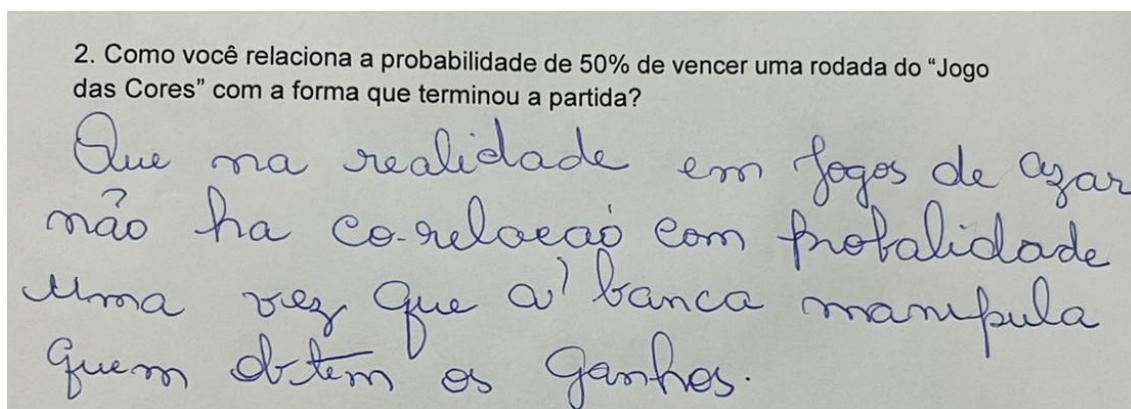 2. Como você relaciona a probabilidade de 50% de vencer uma rodada do “Jogo
das Cores” com a forma que terminou a partida?
Que na realidade em Jogos de azar
não ha co-relacaó com probalidade
uma vez que a' banca manipula
quem obtem os ganhos.